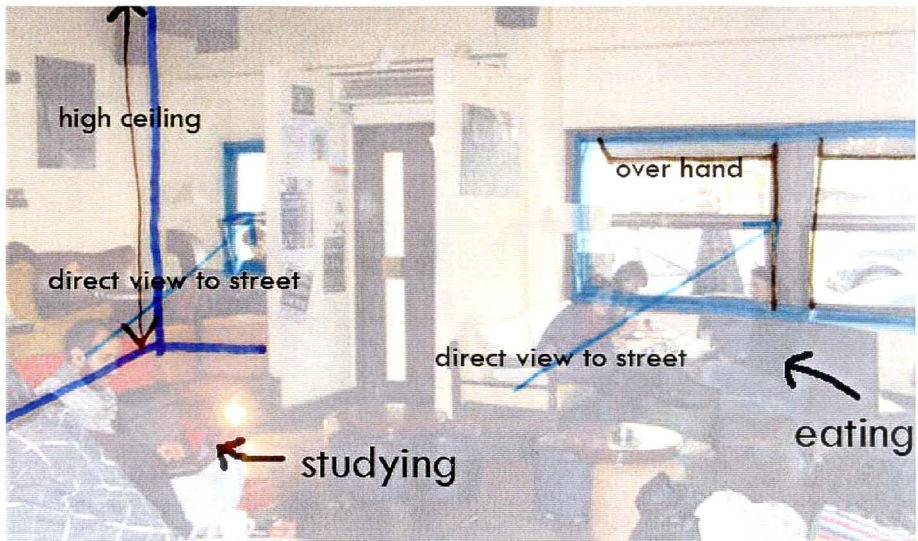 high ceiling
over hand
direct view to street
direct view to street
eating
studying